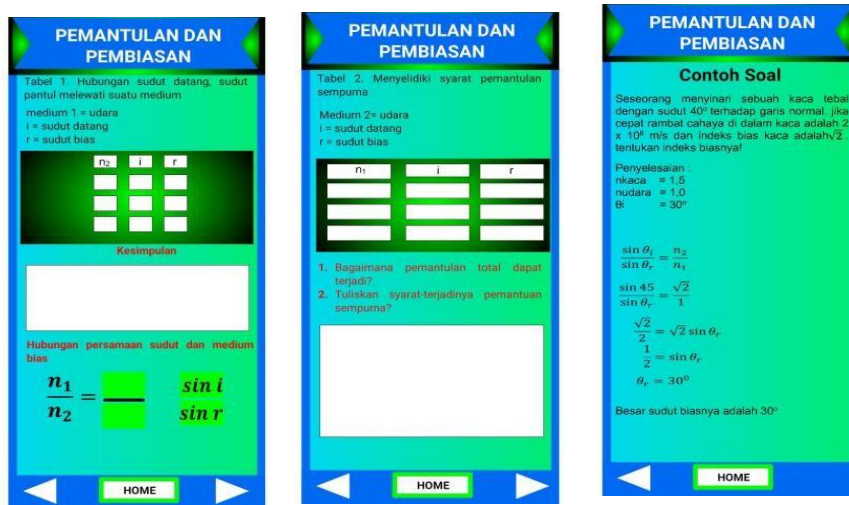 PEMANTULAN DAN
PEMBIASAN
Tabel 1. Hubungan sudut datang, sudut
pantul melewati suatu medium
medium 1 = udara
i = sudut datang
r = sudut bias
n₂ i r
Kesimpulan
Hubungan persamaan sudut dan medium
bias
n₁/n₂ = sin i/sin r
HOME
PEMANTULAN DAN
PEMBIASAN
Tabel 2. Menyelidiki syarat pemantulan
sempurna
Medium 2= udara
i = sudut datang
r = sudut bias
n₁ i r
1. Bagaimana pemantulan total dapat
terjadi?
2. Tuliskan syarat-terjadinya pemantuan
sempurna?
HOME
PEMANTULAN DAN
PEMBIASAN
Contoh Soal
Seseorang menyinari sebuah kaca tebal
dengan sudut 40⁰ terhadap garis normal. jika
cepat rambat cahaya di dalam kaca adalah 2
x 10⁸ m/s dan indeks bias kaca adalah√2 .
tentukan indeks biasnya!
Penyelesaian :
nkaca = 1,5
nudara = 1,0
θi = 30⁰
sin θᵢ/sin θᵣ = n₂/n₁
sin 45/sin θᵣ = √2/1
√2/2 = √2 sin θᵣ
1/2 = sin θᵣ
θᵣ = 30⁰
Besar sudut biasnya adalah 30⁰
HOME